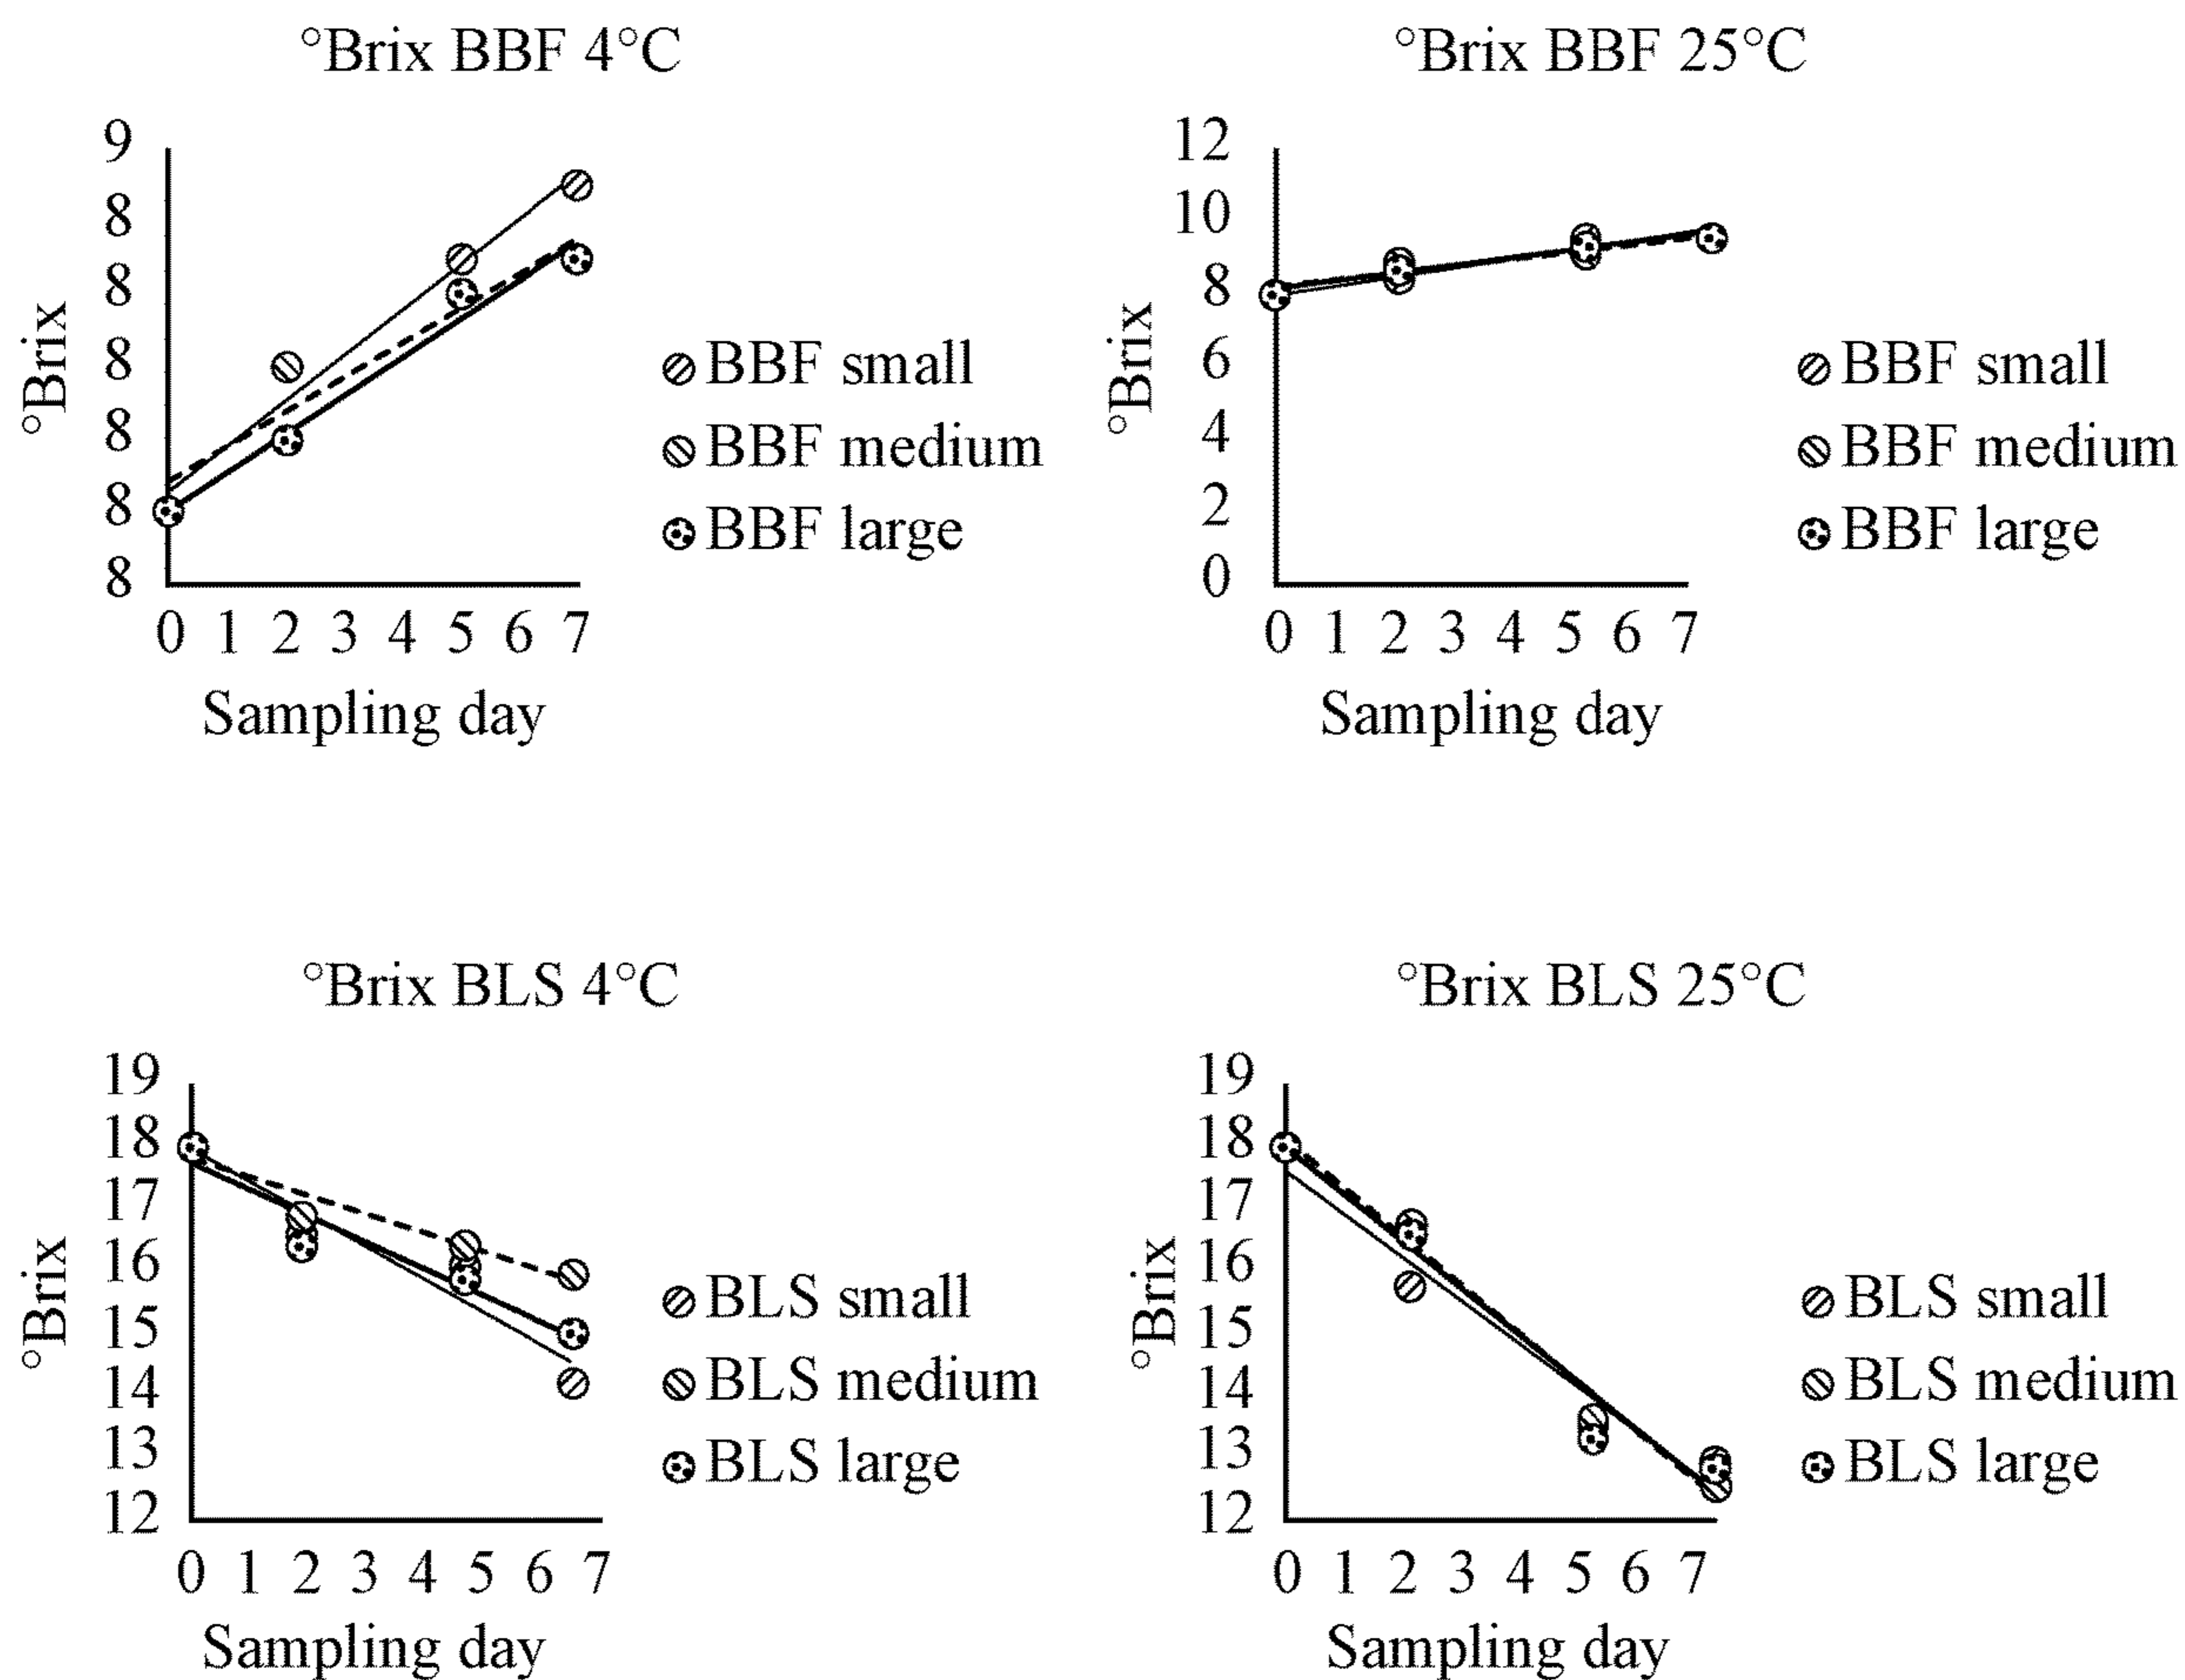 °Brix BBF 4°C
9
8
8
8
8
8
8
°Brix
0 1 2 3 4 5 6 7
Sampling day
BBF small
BBF medium
BBF large
°Brix BBF 25°C
12
10
8
6
4
2
0
°Brix
0 1 2 3 4 5 6 7
Sampling day
BBF small
BBF medium
BBF large
°Brix BLS 4°C
19
18
17
16
15
14
13
12
°Brix
0 1 2 3 4 5 6 7
Sampling day
BLS small
BLS medium
BLS large
°Brix BLS 25°C
19
18
17
16
15
14
13
12
°Brix
0 1 2 3 4 5 6 7
Sampling day
BLS small
BLS medium
BLS large